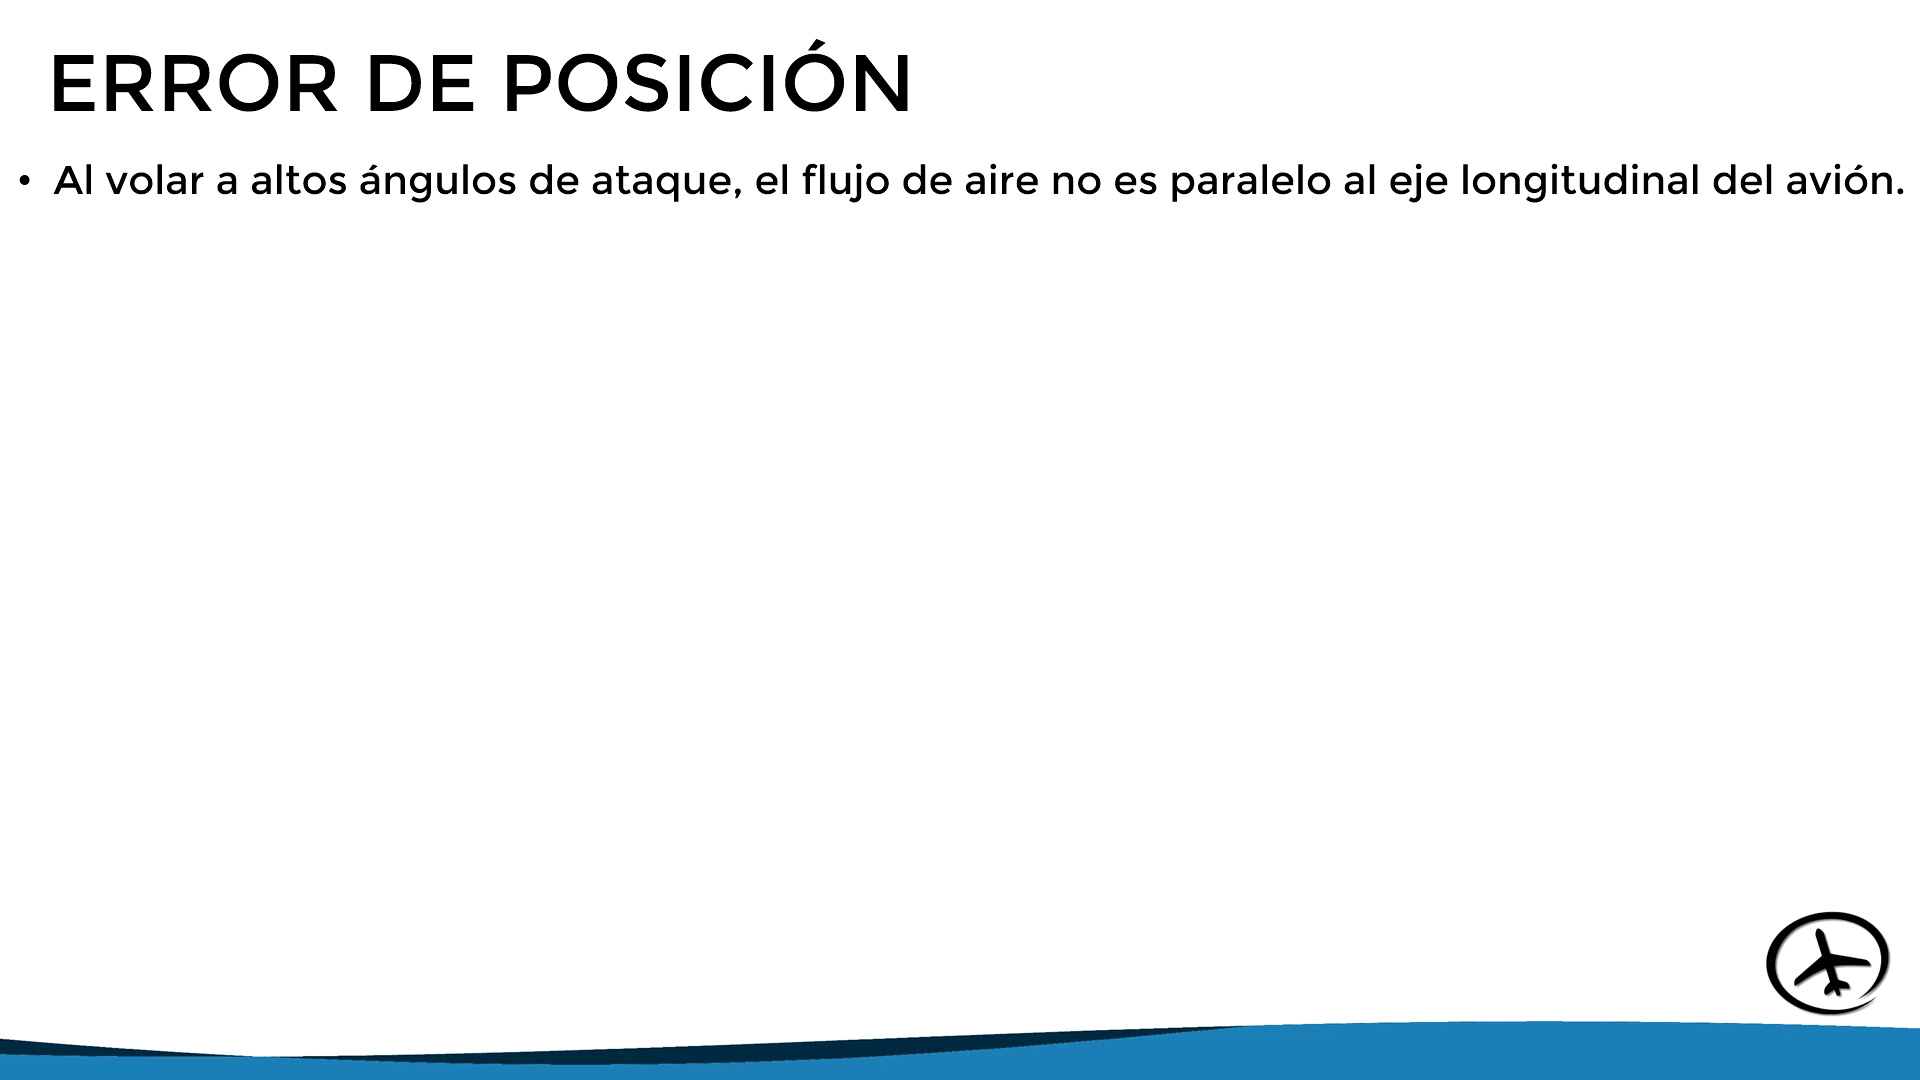 ERROR DE POSICIÓN
• Al volar a altos ángulos de ataque, el flujo de aire no es paralelo al eje longitudinal del avión.